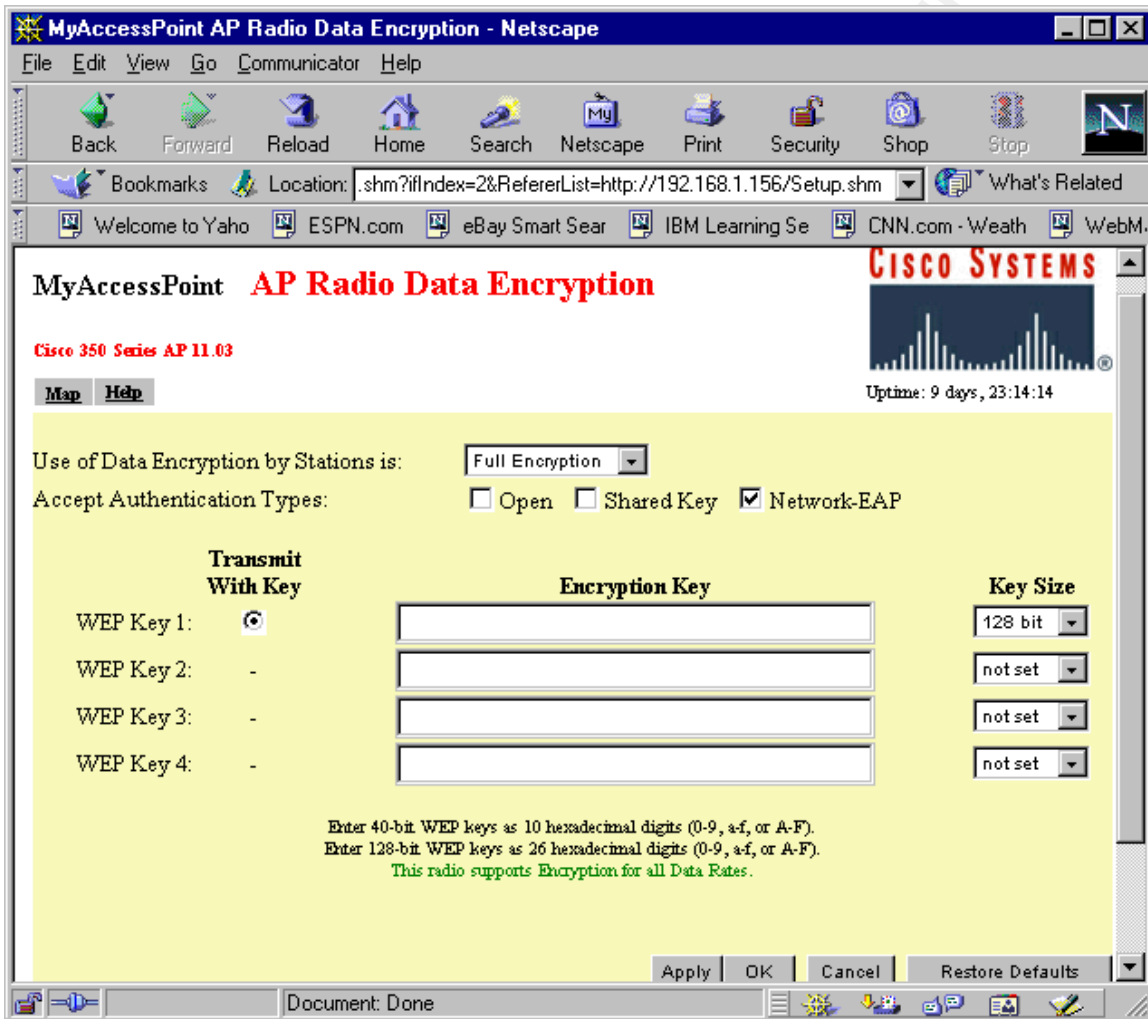 MyAccessPoint AP Radio Data Encryption - Netscape
File Edit View Go Communicator Help
Back Forward Reload Home Search My Netscape Print Security Shop Stop N
Bookmarks Location: .shm?ifIndex=2&RefererList=http://192.168.1.156/Setup.shm What's Related
Welcome to Yaho ESPN.com eBay Smart Sear IBM Learning Se CNN.com - Weath WebM
MyAccessPoint AP Radio Data Encryption
CISCO SYSTEMS
®
Cisco 350 Series AP 11.03
Map Help
Uptime: 9 days, 23:14:14
Use of Data Encryption by Stations is: Full Encryption
Accept Authentication Types: Open Shared Key Network-EAP
Transmit
With Key Encryption Key Key Size
WEP Key 1: 128 bit
WEP Key 2: - not set
WEP Key 3: - not set
WEP Key 4: - not set
Enter 40-bit WEP keys as 10 hexadecimal digits (0-9, a-f, or A-F).
Enter 128-bit WEP keys as 26 hexadecimal digits (0-9, a-f, or A-F).
This radio supports Encryption for all Data Rates.
Apply OK Cancel Restore Defaults
Document: Done